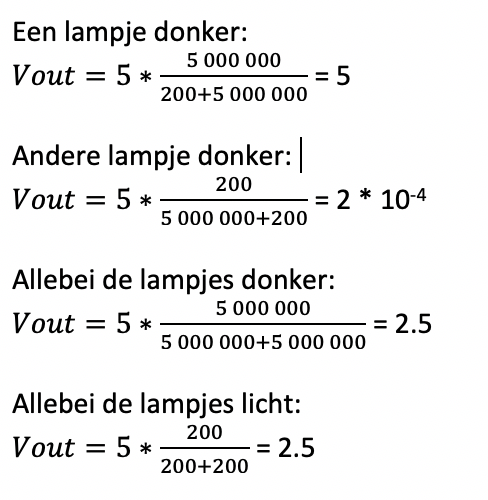 Een lampje donker:
Vout = 5 * 5 000 000 / 200+5 000 000 = 5
Andere lampje donker:
Vout = 5 * 200 / 5 000 000+200 = 2 * 10⁻⁴
Allebei de lampjes donker:
Vout = 5 * 5 000 000 / 5 000 000+5 000 000 = 2.5
Allebei de lampjes licht:
Vout = 5 * 200 / 200+200 = 2.5